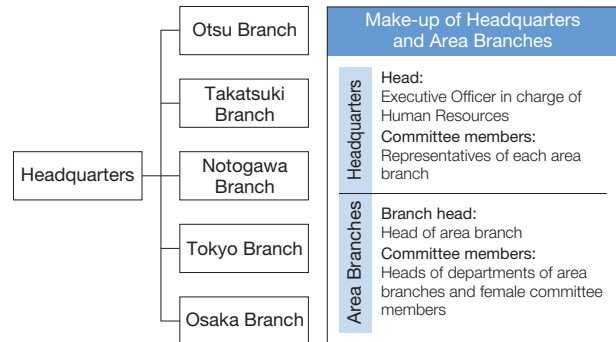 Headquarters
Otsu Branch
Takatsuki
Branch
Notogawa
Branch
Tokyo Branch
Osaka Branch
Make-up of Headquarters
and Area Branches
Headquarters
Head:
Executive Officer in charge of
Human Resources
Committee members:
Representatives of each area
branch
Area Branches
Branch head:
Head of area branch
Committee members:
Heads of departments of area
branches and female committee
members